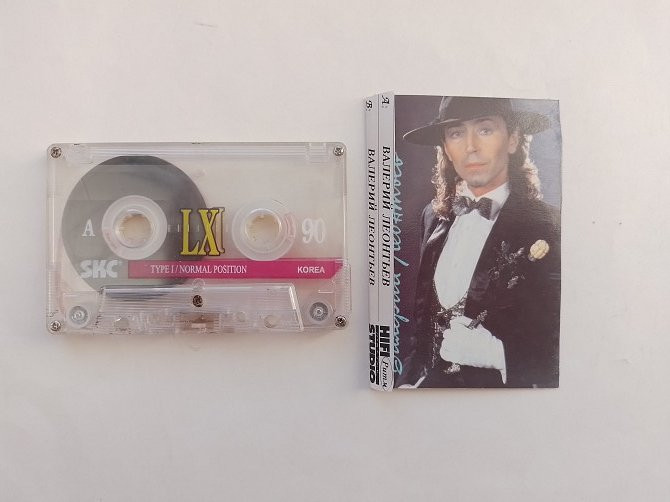 A
LX
90
SKC
TYPE I / NORMAL POSITION
KOREA
B
ВАЛЕРИЙ ЛЕОНТЬЕВ
A
ВАЛЕРИЙ ЛЕОНТЬЕВ
HIFI
STUDIO